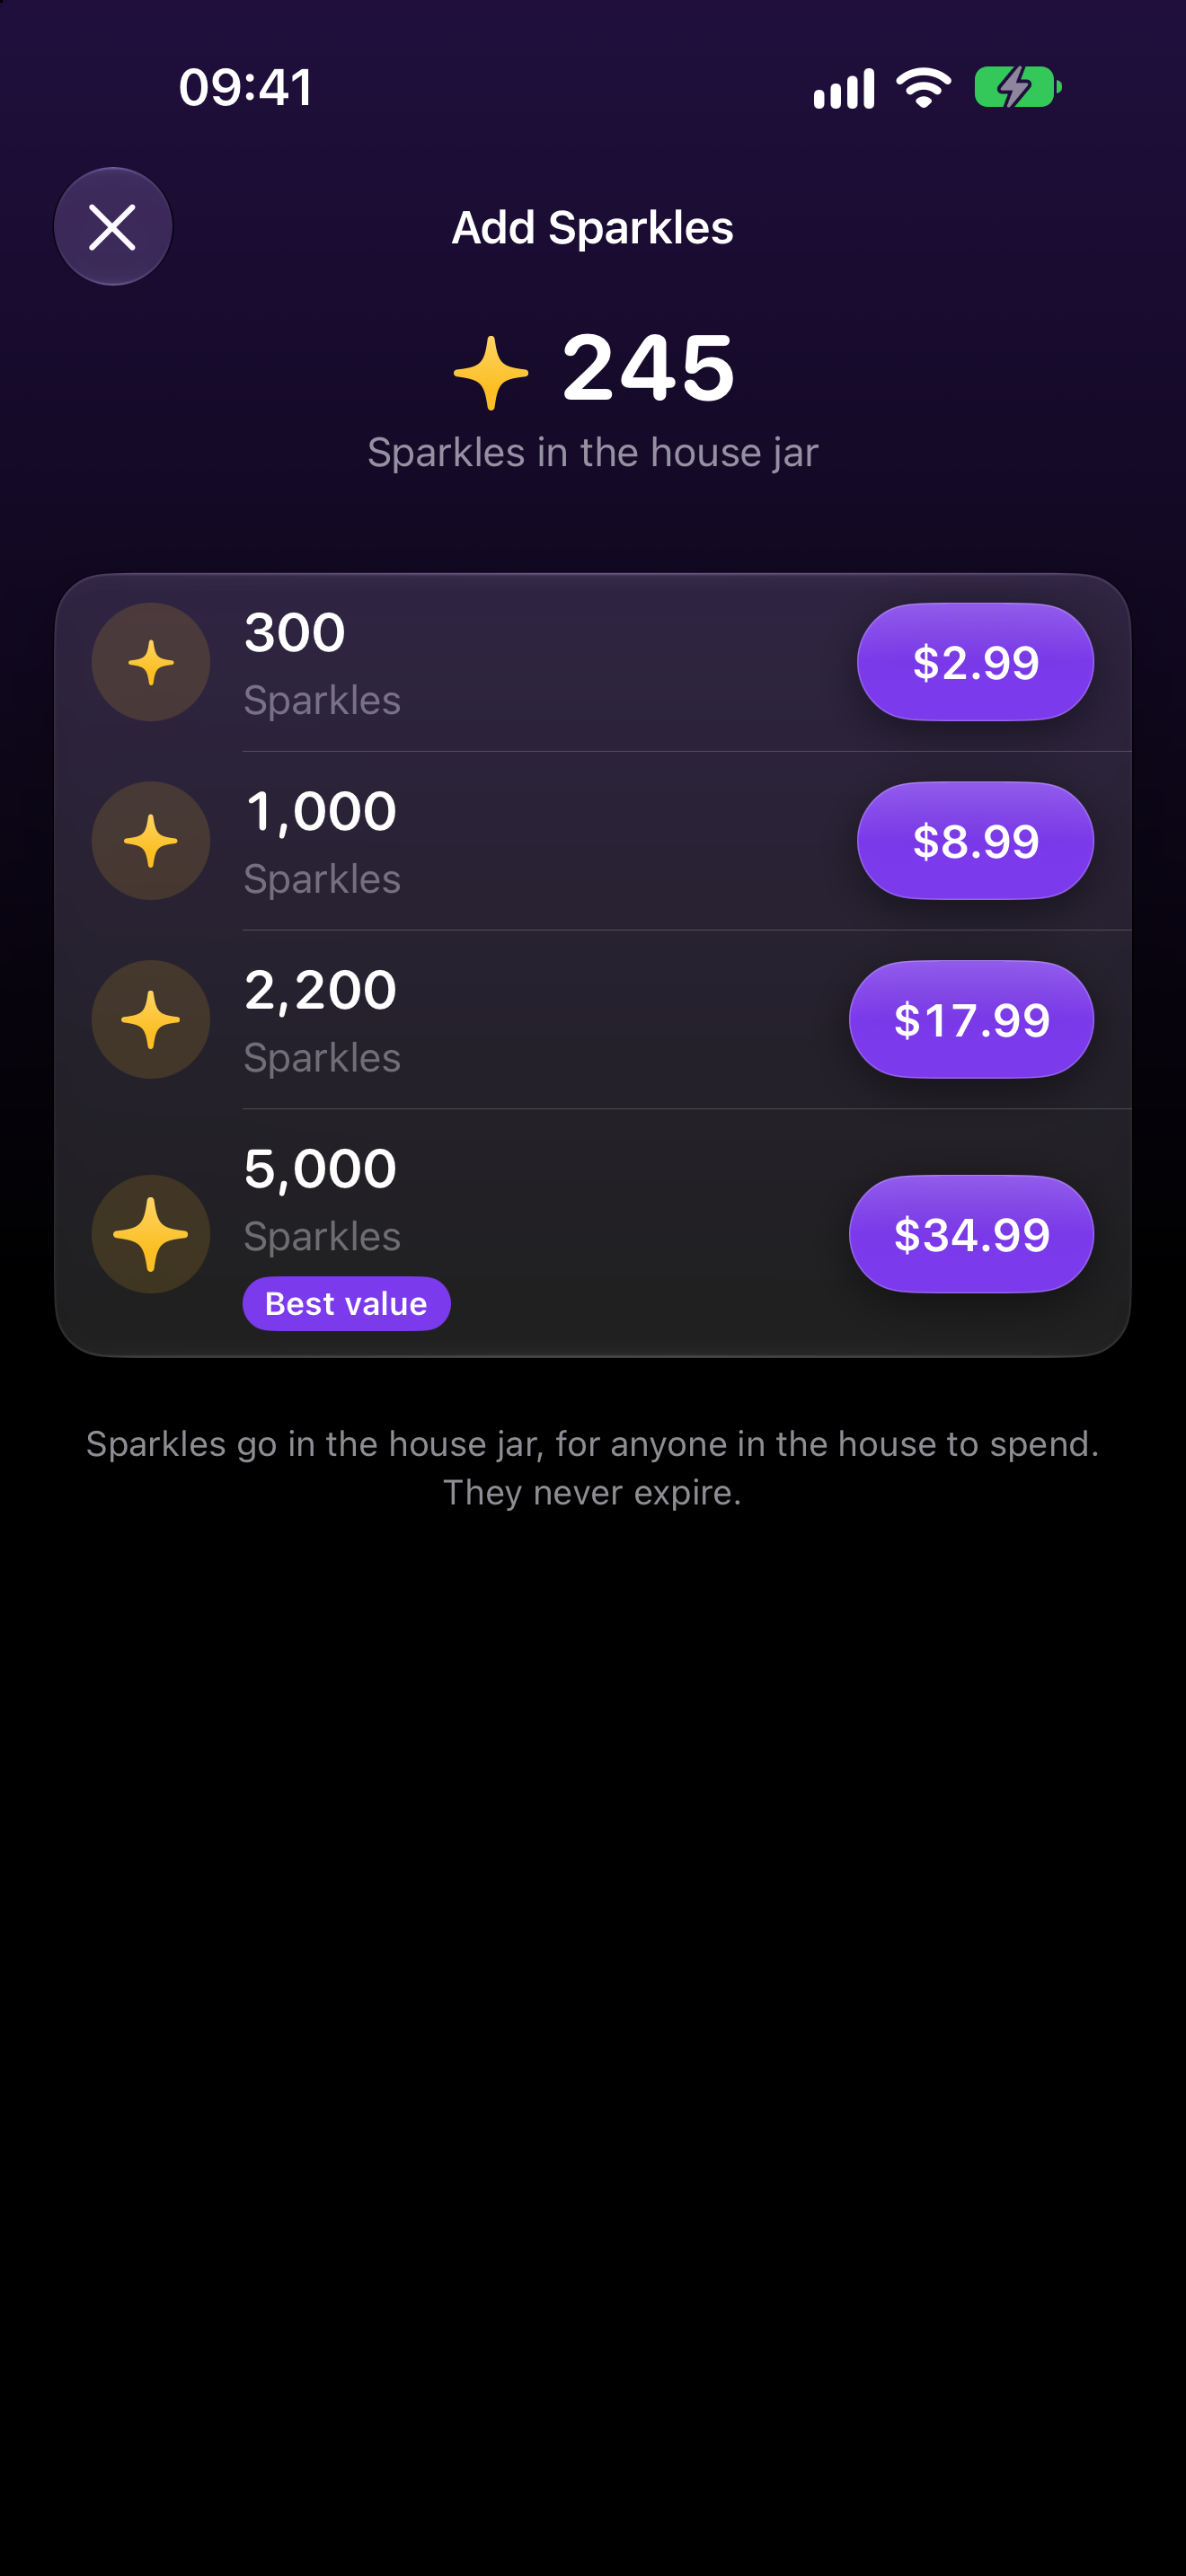 09:41
Add Sparkles
245
Sparkles in the house jar
300
Sparkles
$2.99
1,000
Sparkles
$8.99
2,200
Sparkles
$17.99
5,000
Sparkles
Best value
$34.99
Sparkles go in the house jar, for anyone in the house to spend.
They never expire.